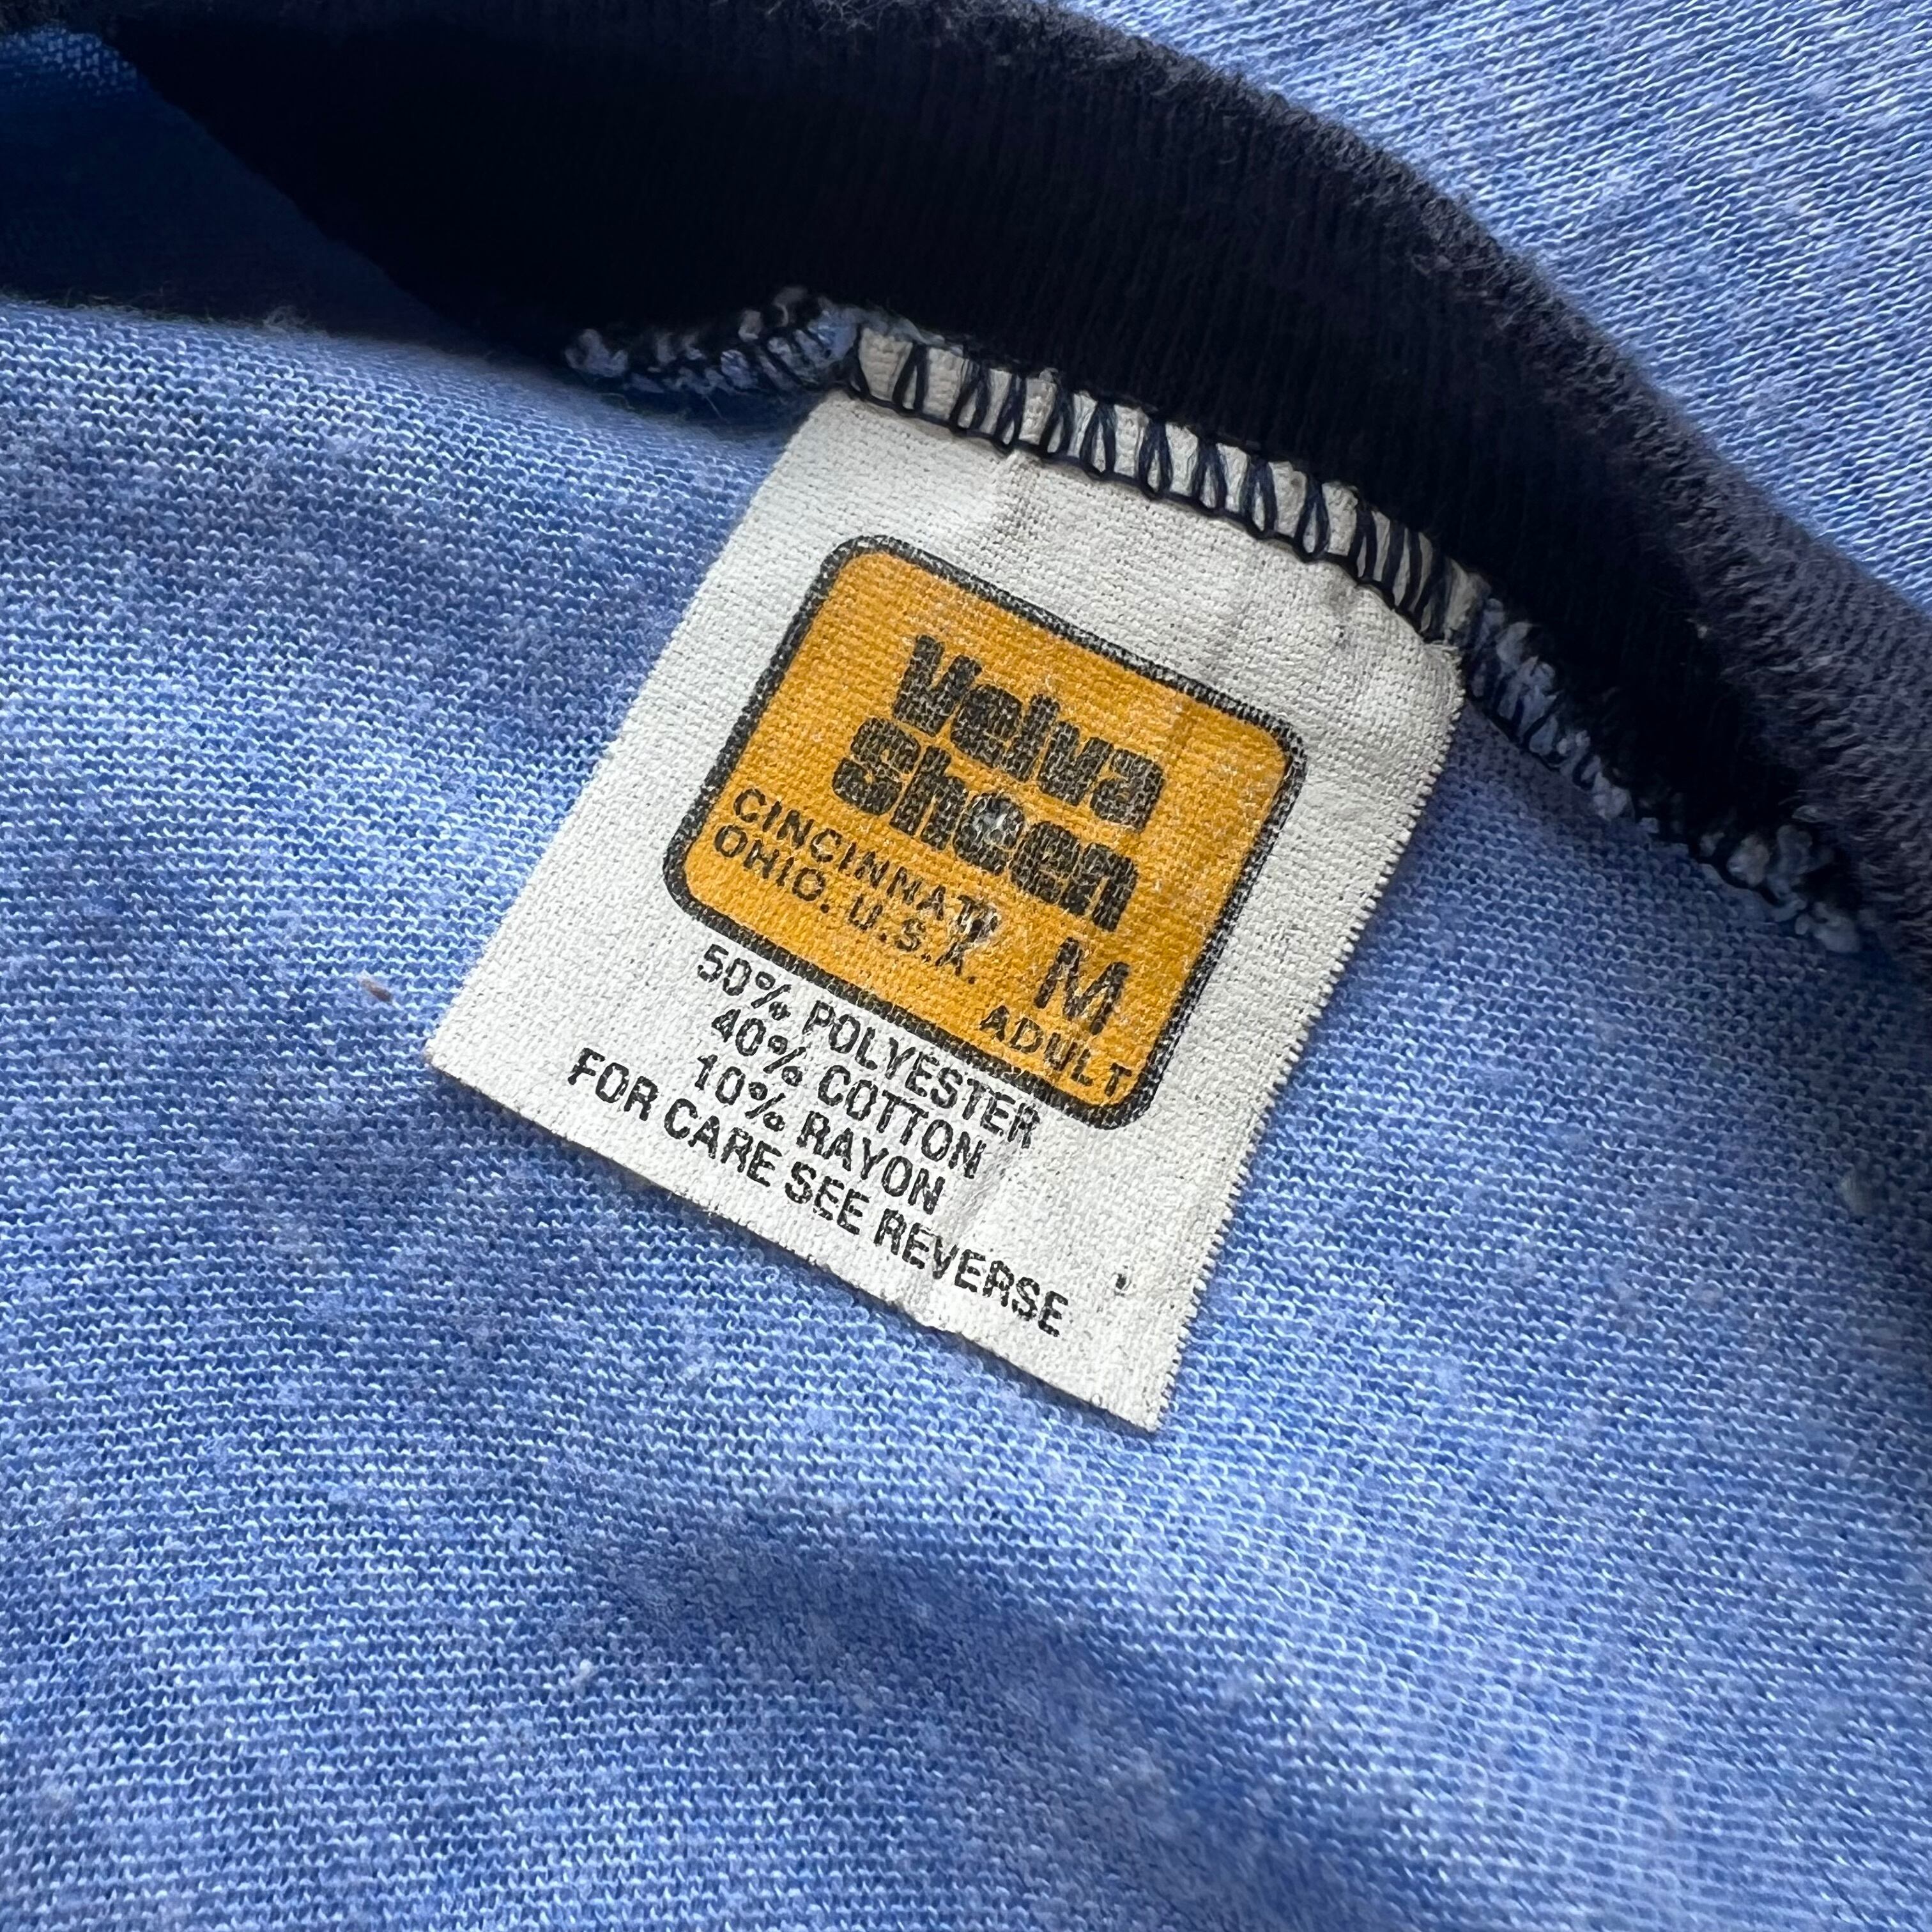 Velva
Sheen
CINCINNATI
OHIO. U.S.A.
M
ADULT
50% POLYESTER
40% COTTON
10% RAYON
FOR CARE SEE REVERSE